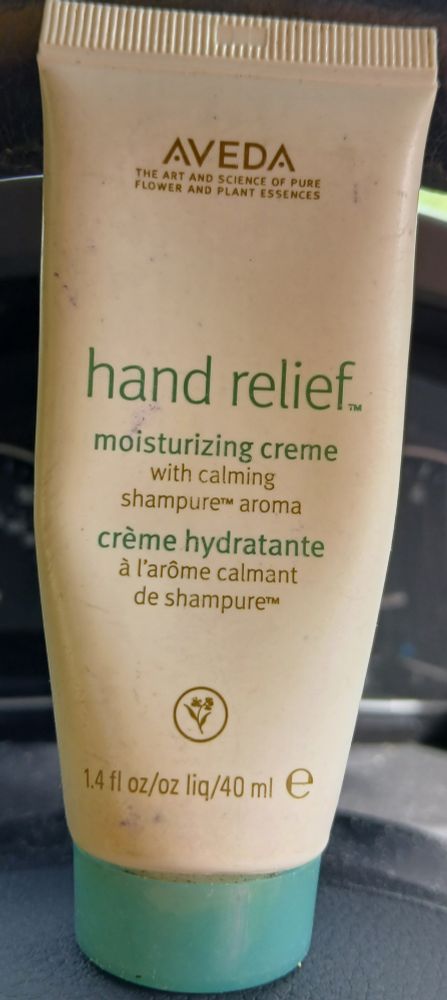 AVEDA
THE ART AND SCIENCE OF PURE
FLOWER AND PLANT ESSENCES
hand relief™
moisturizing creme
with calming
shampure™ aroma
crème hydratante
à l'arôme calmant
de shampure™
1.4 fl oz/oz liq/40 ml ℮